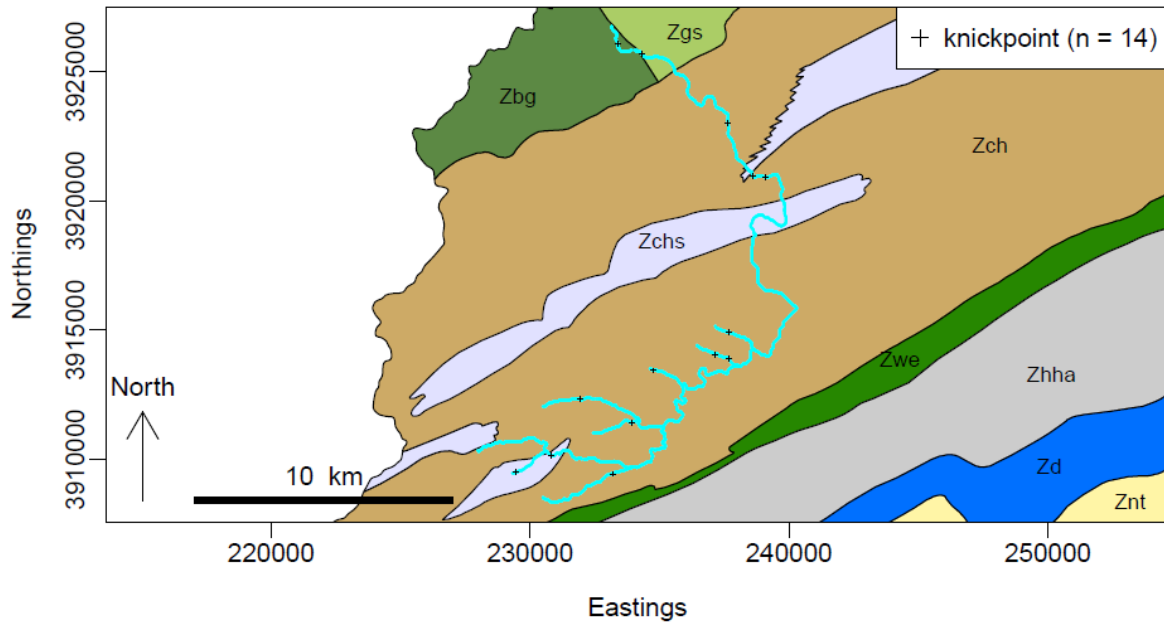 + knickpoint (n = 14)
Zgs
Zbg
Zch
Zchs
Zwe
Zhha
Zd
Znt
North
10 km
3925000
3920000
3915000
3910000
Northings
220000
230000
240000
250000
Eastings